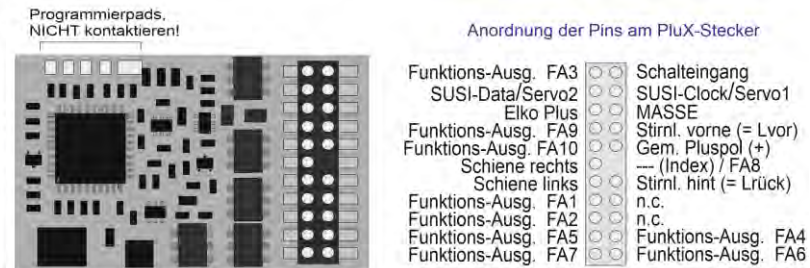 Programmierpads,
NICHT kontaktieren!
Anordnung der Pins am PluX-Stecker
Funktions-Ausg. FA3 Schalteingang
SUSI-Data/Servo2 SUSI-Clock/Servo1
Elko Plus MASSE
Funktions-Ausg. FA9 Stirnl. vorne (= Lvor)
Funktions-Ausg. FA10 Gem. Pluspol (+)
Schiene rechts --- (Index) / FA8
Schiene links Stirnl. hint (= Lrück)
Funktions-Ausg. FA1 n.c.
Funktions-Ausg. FA2 n.c.
Funktions-Ausg. FA5 Funktions-Ausg. FA4
Funktions-Ausg. FA7 Funktions-Ausg. FA6